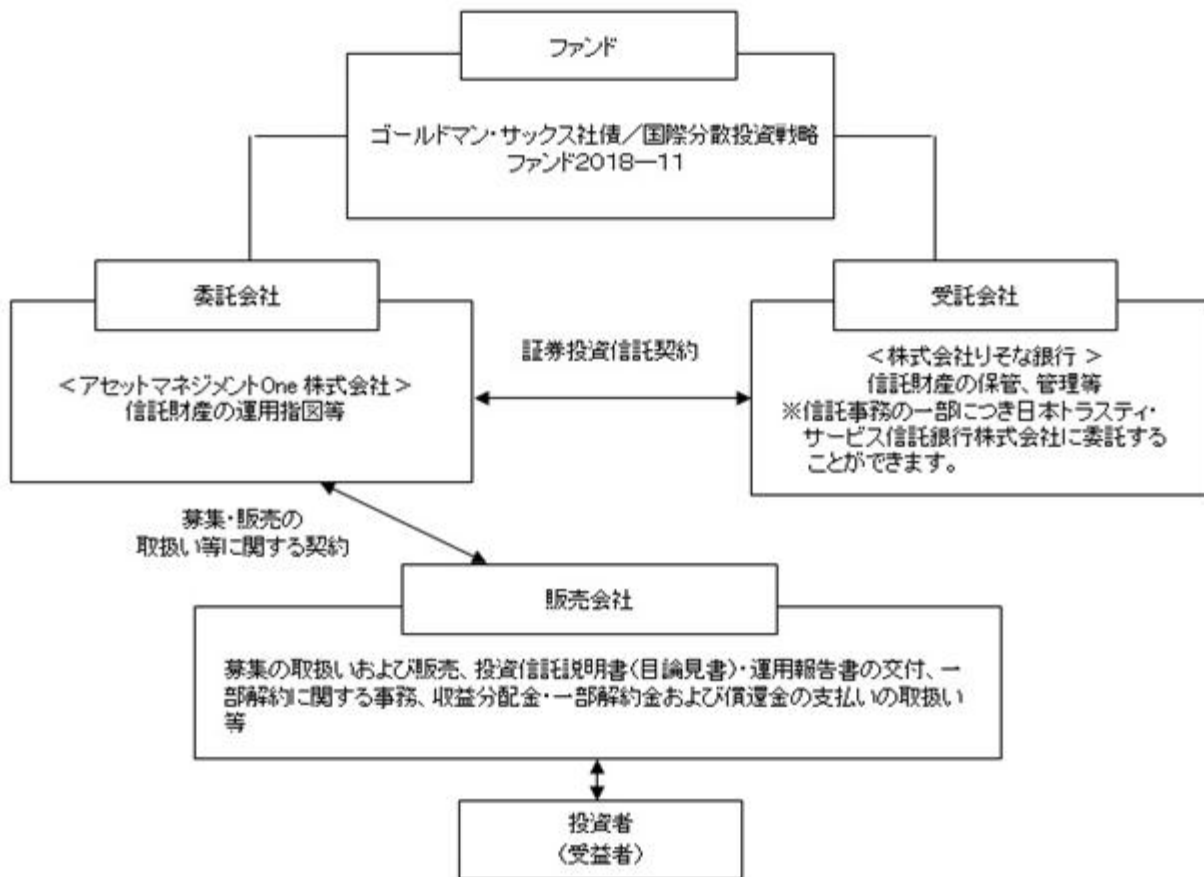 ファンド
ゴールドマン・サックス社債／国際分散投資戦略
ファンド2018―11
委託会社
＜アセットマネジメントOne 株式会社＞
信託財産の運用指図等
証券投資信託契約
受託会社
＜株式会社りそな銀行 ＞
信託財産の保管、管理等
※信託事務の一部につき日本トラスティ・
サービス信託銀行株式会社に委託する
ことができます。
募集・販売の
取扱い等に関する契約
販売会社
募集の取扱いおよび販売、投資信託説明書（目論見書）・運用報告書の交付、一
部解約に関する事務、収益分配金・一部解約金および償還金の支払いの取扱い
等
投資者
（受益者）